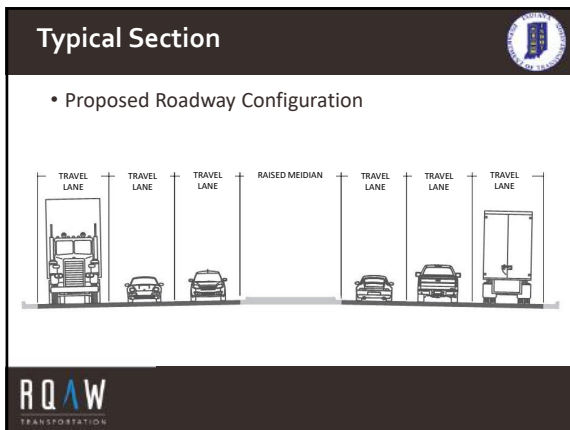 Typical Section
• Proposed Roadway Configuration
TRAVEL LANE
TRAVEL LANE
TRAVEL LANE
RAISED MEIDIAN
TRAVEL LANE
TRAVEL LANE
TRAVEL LANE
RQAW
TRANSPORTATION